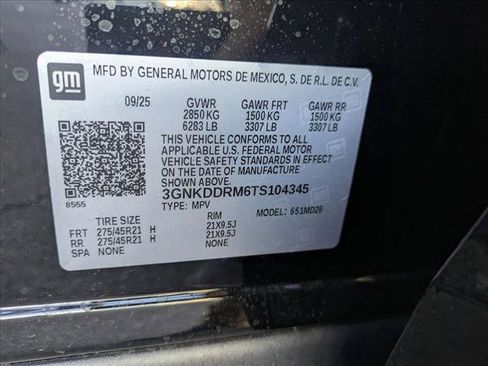 gm
MFD BY GENERAL MOTORS DE MEXICO, S. DE R.L. DE C.V.
09/25 GVWR GAWR FRT GAWR RR
2850 KG 1500 KG 1500 KG
6283 LB 3307 LB 3307 LB
THIS VEHICLE CONFORMS TO ALL
APPLICABLE U.S. FEDERAL MOTOR
VEHICLE SAFETY STANDARDS IN EFFECT
ON THE DATE OF MANUFACTURE
SHOWN ABOVE.
3GNKDDRM6TS104345
8555 TYPE: MPV MODEL: 651MD26
TIRE SIZE RIM
FRT 275/45R21 H 21X9.5J
RR 275/45R21 H 21X9.5J
SPA NONE NONE